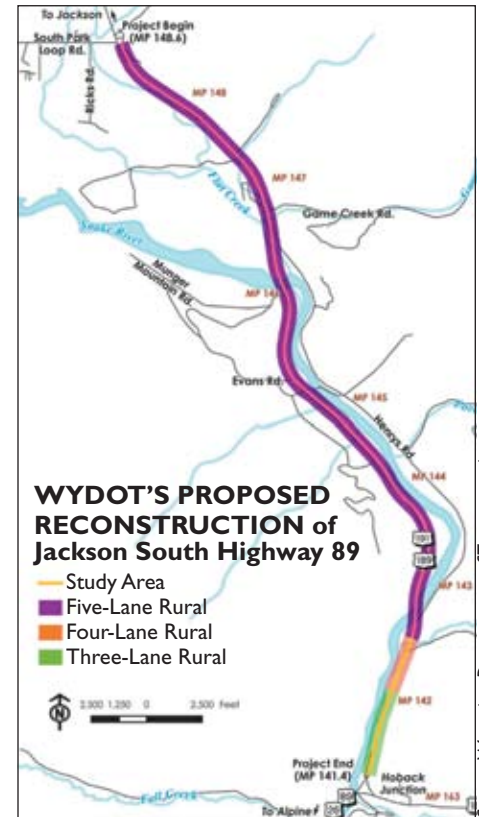 To Jackson
Project Begin
(MP 148.6)
South Park
Loop Rd.
Ricks Rd.
MP 148
MP 147
Flat Creek
Game Creek Rd.
Snake River
Munger
Mountain Rd.
MP 146
Evans Rd
MP 145
Henrys Rd
MP 144
WYDOT'S PROPOSED
RECONSTRUCTION of
Jackson South Highway 89
Study Area
Five-Lane Rural
Four-Lane Rural
Three-Lane Rural
191
189
MP 143
MP 142
N
2,500 1,250 0 2,500 Feet
Project End
(MP 141.4)
Hoback
Junction
MP 163
Fall Creek
89
26
To Alpine